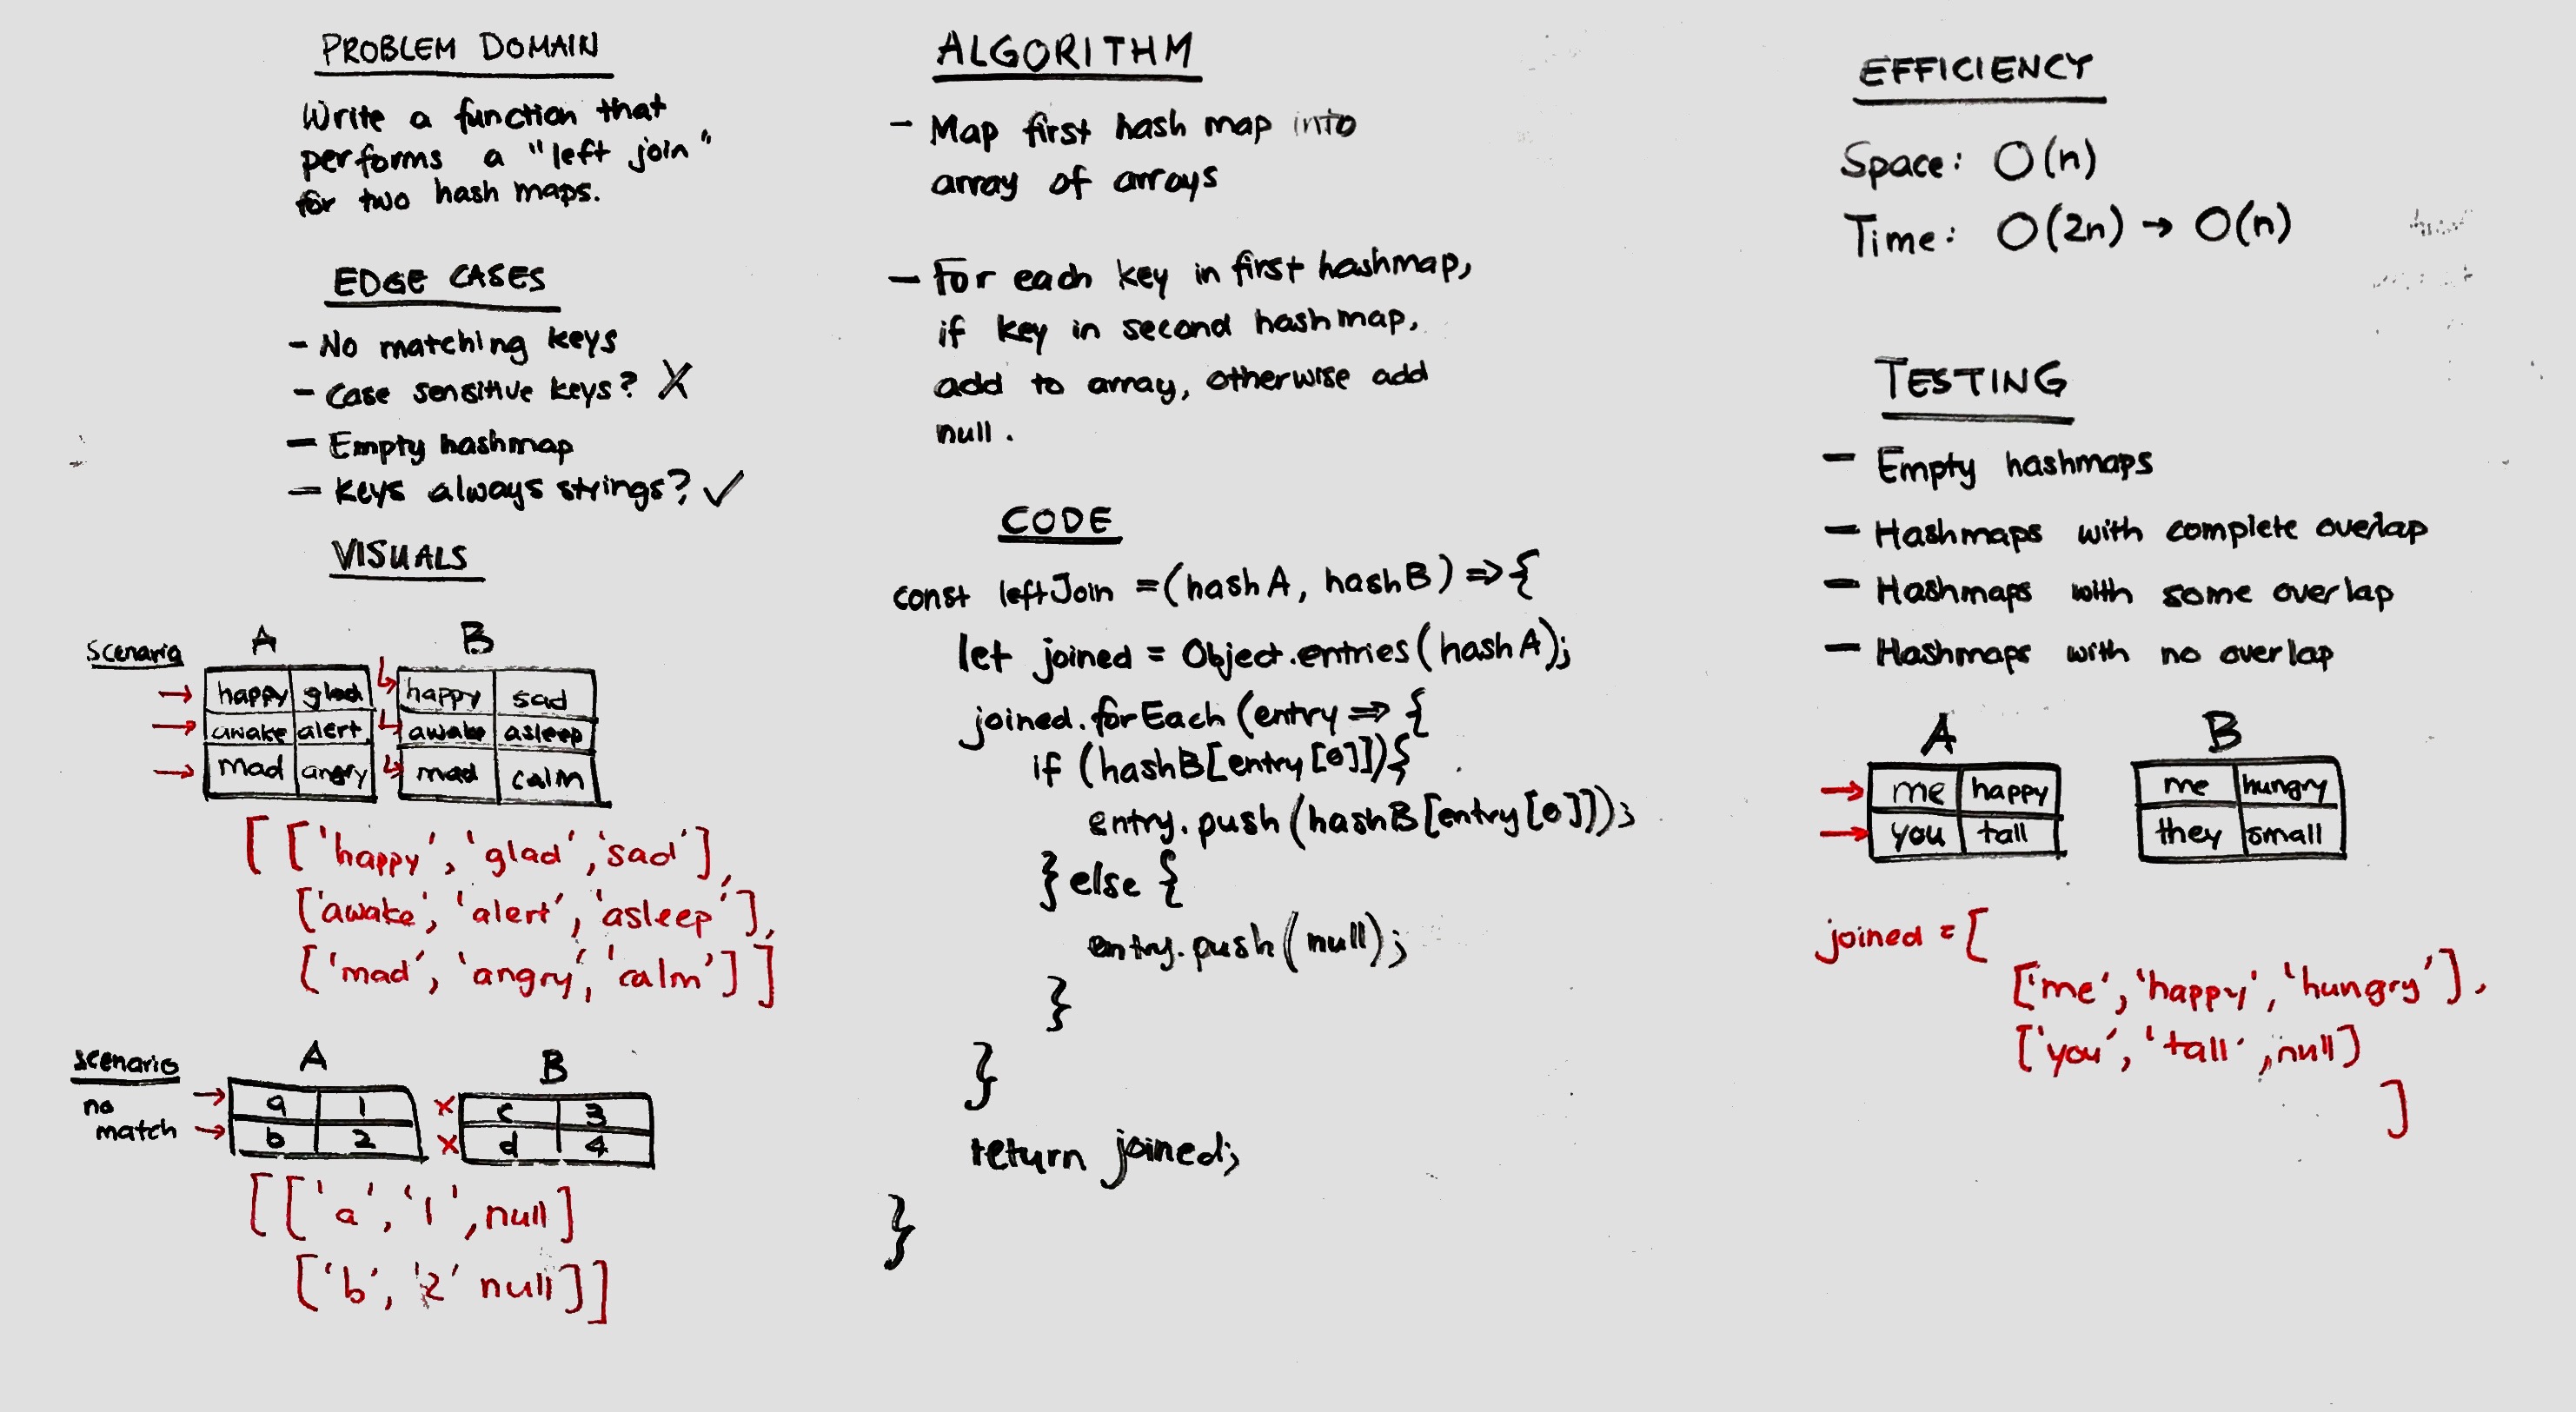 PROBLEM DOMAIN
Write a function that
performs a "left join"
for two hash maps.
EDGE CASES
- No matching keys
- Case sensitive keys? X
- Empty hashmap
- Keys always strings? ✓
VISUALS
Scenario
A B
happy glad happy sad
awake alert awake asleep
mad angry mad calm
[['happy', 'glad', 'sad'],
['awake', 'alert', 'asleep'],
['mad', 'angry', 'calm']]
scenario
no
match
A B
a 1 x c 3
b 2 x d 4
[['a', '1', null]
['b', '2' null]]
ALGORITHM
- Map first hash map into
array of arrays
- For each key in first hashmap,
if key in second hashmap,
add to array, otherwise add
null.
CODE
const leftJoin = (hashA, hashB) => {
let joined = Object.entries(hashA);
joined.forEach(entry => {
if (hashB[entry[0]]){
entry.push(hashB[entry[0]]);
} else {
entry.push(null);
}
}
return joined;
}
EFFICIENCY
Space: O(n)
Time: O(2n) → O(n)
TESTING
- Empty hashmaps
- Hashmaps with complete overlap
- Hashmaps with some overlap
- Hashmaps with no overlap
A B
me happy me hungry
you tall they small
joined = [
['me', 'happy', 'hungry'],
['you', 'tall', null]
]